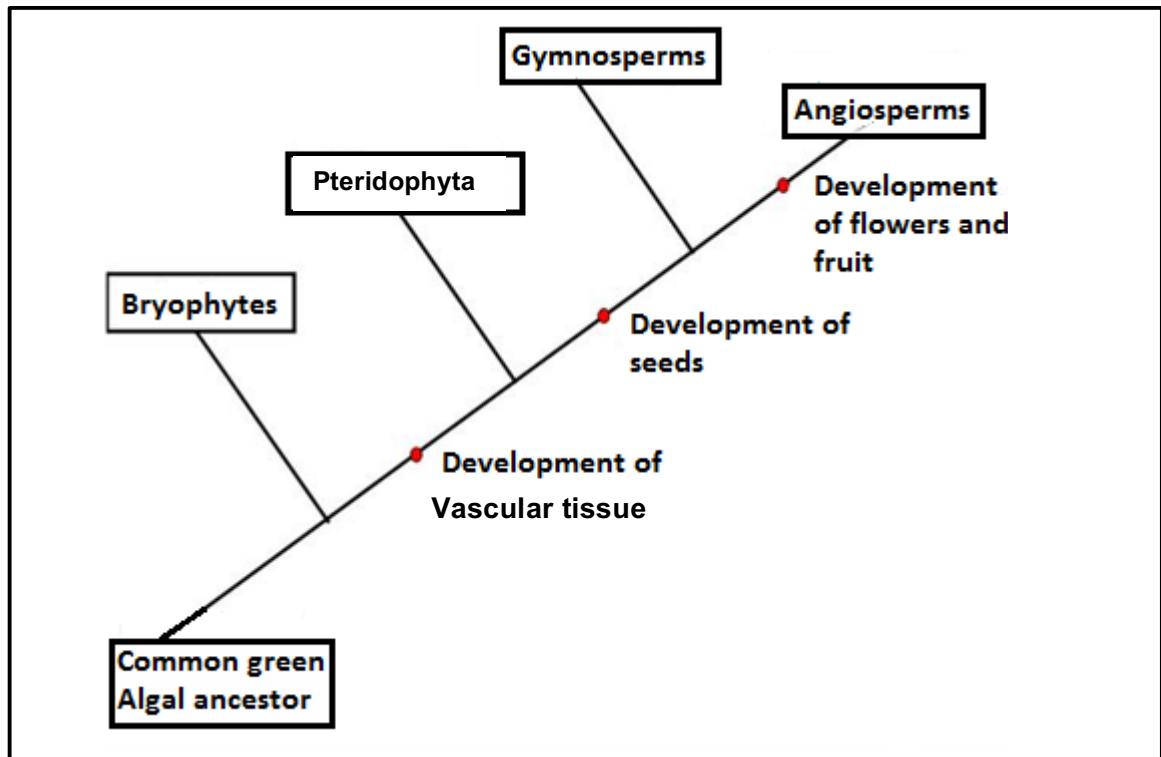 Gymnosperms
Angiosperms
Pteridophyta
Development
of flowers and
fruit
Bryophytes
Development of
seeds
Development of
Vascular tissue
Common green
Algal ancestor